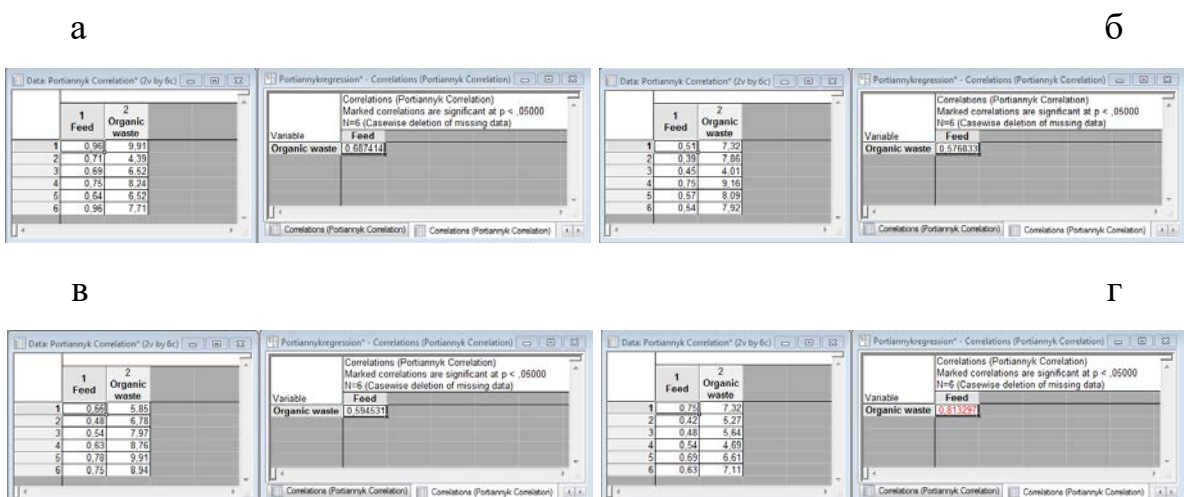 а
б
Data: Portiannyk Correlation* (2v by 6c)
1 Feed
2 Organic waste
1 0,96 9,91
2 0,71 4,39
3 0,69 6,52
4 0,75 8,24
5 0,64 6,52
6 0,96 7,71
Portiannykregression* - Correlations (Portiannyk Correlation)
Correlations (Portiannyk Correlation)
Marked correlations are significant at p < ,05000
N=6 (Casewise deletion of missing data)
Variable Feed
Organic waste 0,687414
Correlations (Portiannyk Correlation) Correlations (Portiannyk Correlation)
Data: Portiannyk Correlation* (2v by 6c)
1 Feed
2 Organic waste
1 0,51 7,32
2 0,39 7,86
3 0,45 4,01
4 0,75 9,16
5 0,57 8,09
6 0,54 7,92
Portiannykregression* - Correlations (Portiannyk Correlation)
Correlations (Portiannyk Correlation)
Marked correlations are significant at p < ,05000
N=6 (Casewise deletion of missing data)
Variable Feed
Organic waste 0,576833
Correlations (Portiannyk Correlation) Correlations (Portiannyk Correlation)
в
г
Data: Portiannyk Correlation* (2v by 6c)
1 Feed
2 Organic waste
1 0,66 5,85
2 0,48 6,78
3 0,54 7,97
4 0,63 8,76
5 0,78 9,91
6 0,75 8,94
Portiannykregression* - Correlations (Portiannyk Correlation)
Correlations (Portiannyk Correlation)
Marked correlations are significant at p < ,05000
N=6 (Casewise deletion of missing data)
Variable Feed
Organic waste 0,594531
Correlations (Portiannyk Correlation) Correlations (Portiannyk Correlation)
Data: Portiannyk Correlation* (2v by 6c)
1 Feed
2 Organic waste
1 0,75 7,32
2 0,42 5,27
3 0,48 5,64
4 0,54 4,69
5 0,69 6,61
6 0,63 7,11
Portiannykregression* - Correlations (Portiannyk Correlation)
Correlations (Portiannyk Correlation)
Marked correlations are significant at p < ,05000
N=6 (Casewise deletion of missing data)
Variable Feed
Organic waste 0,813297
Correlations (Portiannyk Correlation) Correlations (Portiannyk Correlation)